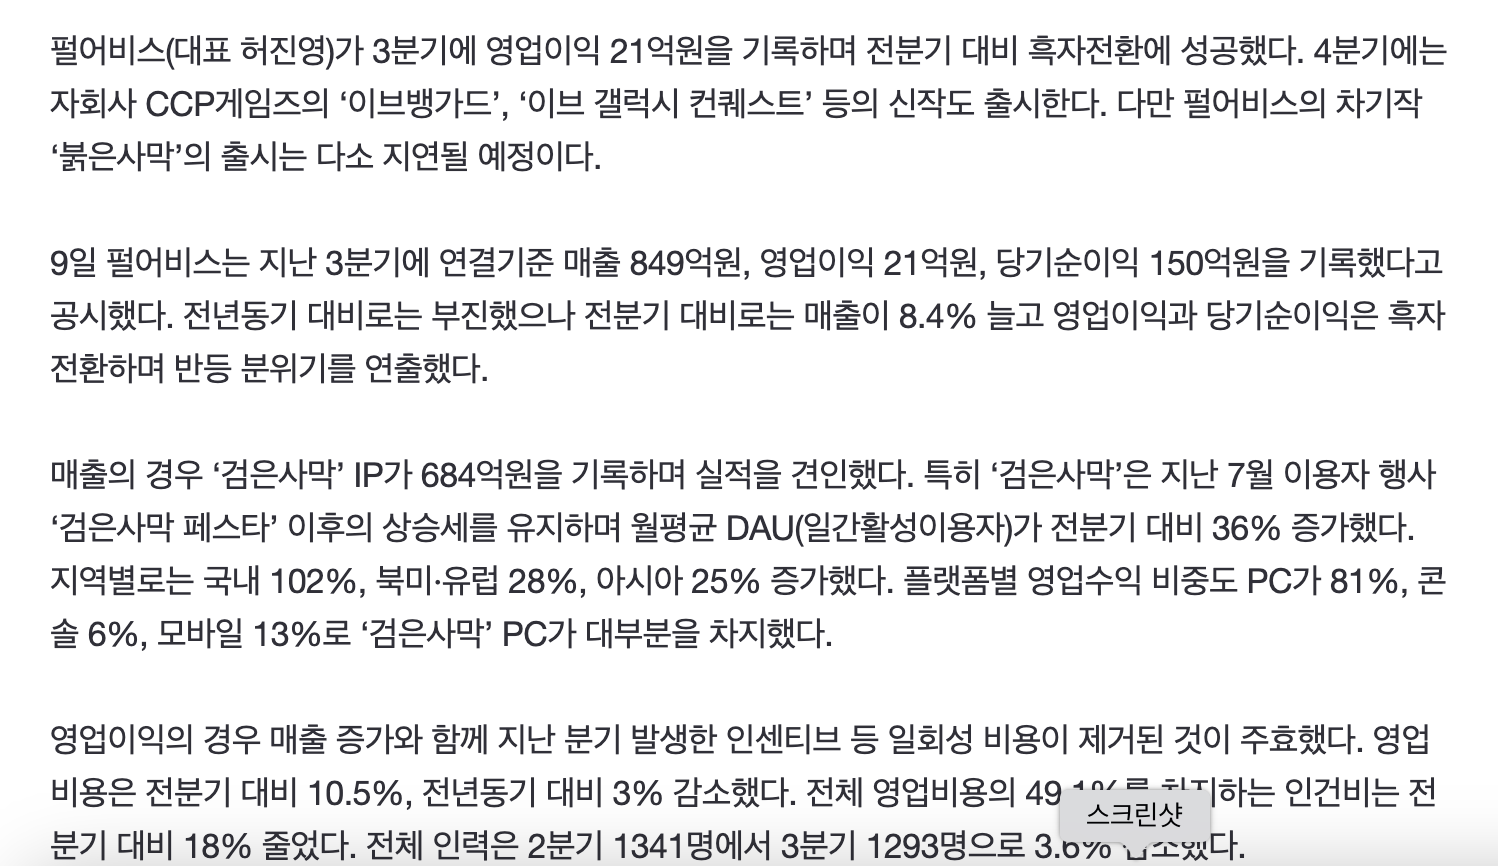 펄어비스(대표 허진영)가 3분기에 영업이익 21억원을 기록하며 전분기 대비 흑자전환에 성공했다. 4분기에는
자회사 CCP게임즈의 ‘이브뱅가드’, ‘이브 갤럭시 컨퀘스트’ 등의 신작도 출시한다. 다만 펄어비스의 차기작
‘붉은사막’의 출시는 다소 지연될 예정이다.
9일 펄어비스는 지난 3분기에 연결기준 매출 849억원, 영업이익 21억원, 당기순이익 150억원을 기록했다고
공시했다. 전년동기 대비로는 부진했으나 전분기 대비로는 매출이 8.4% 늘고 영업이익과 당기순이익은 흑자
전환하며 반등 분위기를 연출했다.
매출의 경우 ‘검은사막’ IP가 684억원을 기록하며 실적을 견인했다. 특히 ‘검은사막’은 지난 7월 이용자 행사
‘검은사막 페스타’ 이후의 상승세를 유지하며 월평균 DAU(일간활성이용자)가 전분기 대비 36% 증가했다.
지역별로는 국내 102%, 북미·유럽 28%, 아시아 25% 증가했다. 플랫폼별 영업수익 비중도 PC가 81%, 콘
솔 6%, 모바일 13%로 ‘검은사막’ PC가 대부분을 차지했다.
영업이익의 경우 매출 증가와 함께 지난 분기 발생한 인센티브 등 일회성 비용이 제거된 것이 주효했다. 영업
비용은 전분기 대비 10.5%, 전년동기 대비 3% 감소했다. 전체 영업비용의 49.1%를 차지하는 인건비는 전
스크린샷
분기 대비 18% 줄었다. 전체 인력은 2분기 1341명에서 3분기 1293명으로 3.6% 감소했다.